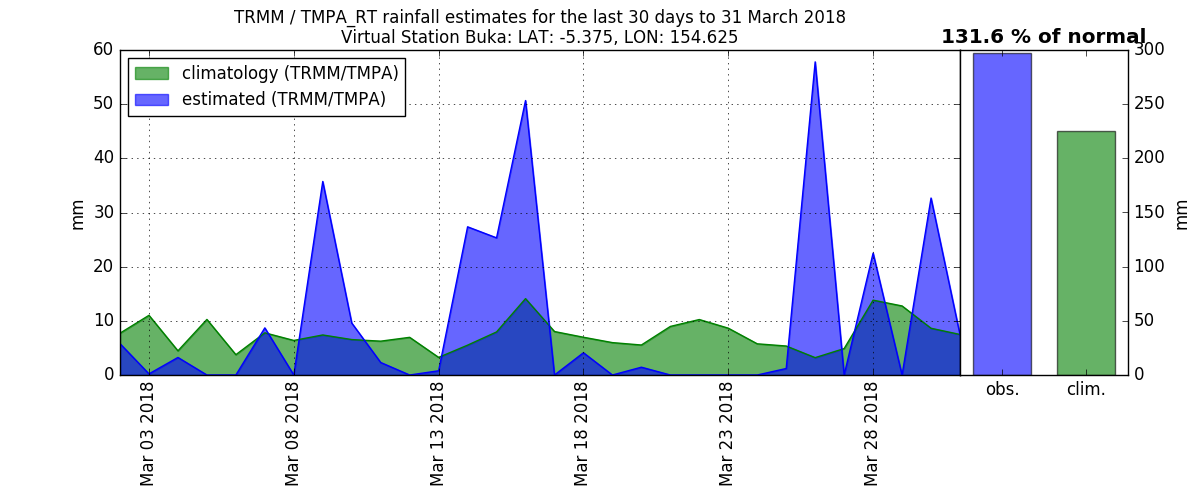 TRMM / TMPA_RT rainfall estimates for the last 30 days to 31 March 2018
Virtual Station Buka: LAT: -5.375, LON: 154.625
131.6 % of normal
climatology (TRMM/TMPA)
estimated (TRMM/TMPA)
60
50
40
30
20
10
0
mm
300
250
200
150
100
50
0
mm
Mar 03 2018
Mar 08 2018
Mar 13 2018
Mar 18 2018
Mar 23 2018
Mar 28 2018
obs.
clim.